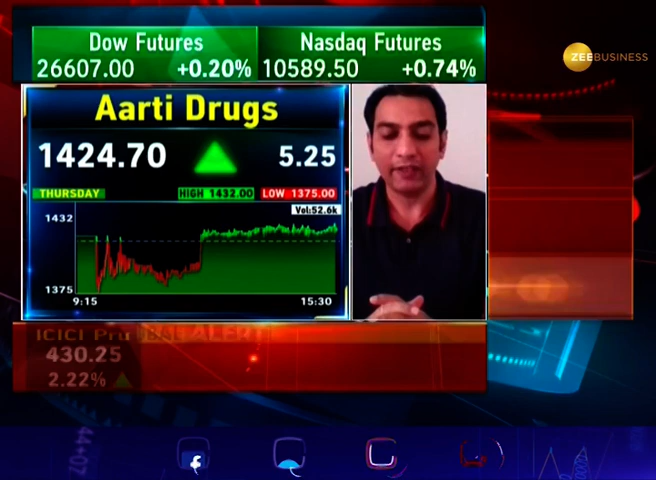 Dow Futures
26607.00 +0.20%
Nasdaq Futures
10589.50 +0.74%
ZEEBUSINESS
Aarti Drugs
1424.70 5.25
THURSDAY HIGH 1432.00 LOW 1375.00
Vol:52.6k
1432
1375
9:15 15:30
ICICI Pru
430.25
2.22%